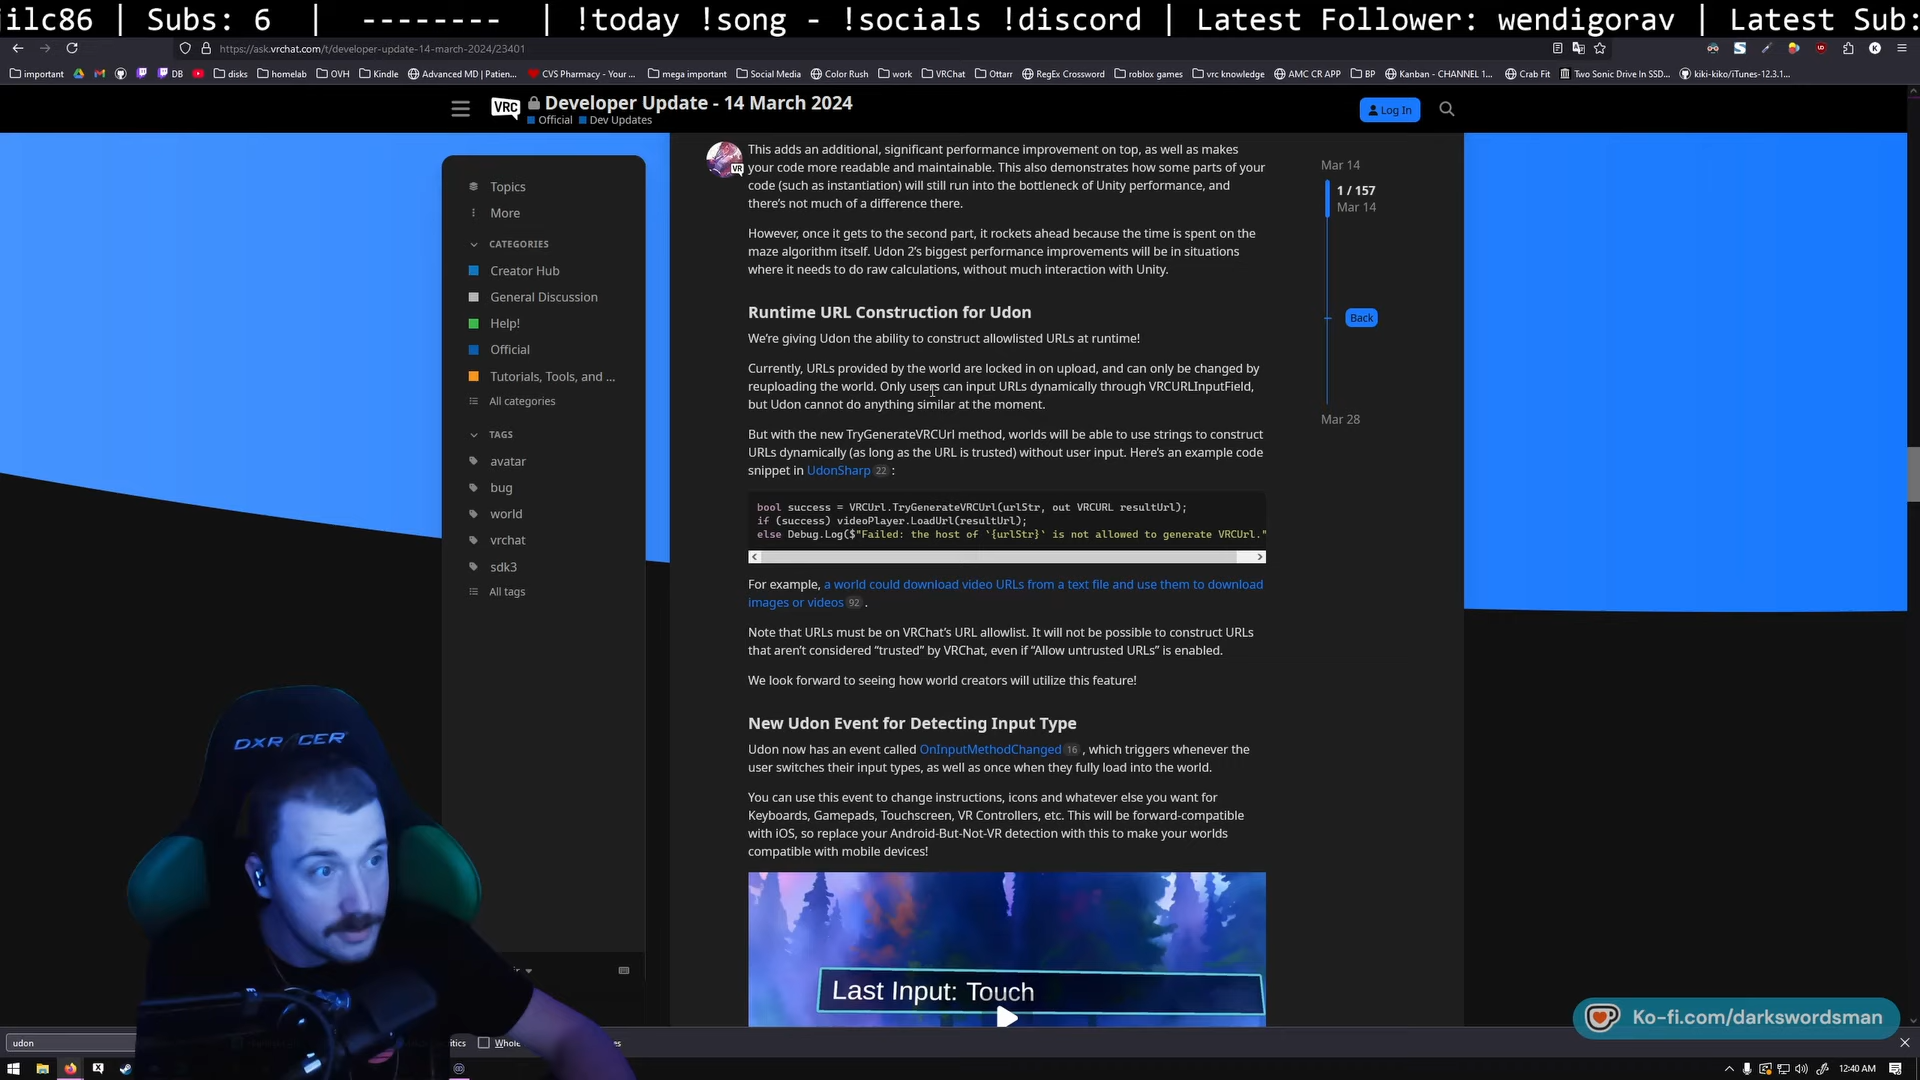 iilc86 | Subs: 6 | -------- | !today !song - !socials !discord | Latest Follower: wendigorav | Latest Sub:
https://ask.vrchat.com/t/developer-update-14-march-2024/23401
important
DB
disks
homelab
OVH
Kindle
Advanced MD | Patien...
CVS Pharmacy - Your ...
mega important
Social Media
Color Rush
work
VRChat
Ottarr
RegEx Crossword
roblox games
vrc knowledge
AMC CR APP
BP
Kanban - CHANNEL 1...
Crab Fit
Two Sonic Drive In SSD...
kiki-kiko/iTunes-12.3.1...
VRC
Developer Update - 14 March 2024
Official Dev Updates
Log In
Topics
More
CATEGORIES
Creator Hub
General Discussion
Help!
Official
Tutorials, Tools, and ...
All categories
TAGS
avatar
bug
world
vrchat
sdk3
All tags
This adds an additional, significant performance improvement on top, as well as makes
your code more readable and maintainable. This also demonstrates how some parts of your
code (such as instantiation) will still run into the bottleneck of Unity performance, and
there's not much of a difference there.
However, once it gets to the second part, it rockets ahead because the time is spent on the
maze algorithm itself. Udon 2's biggest performance improvements will be in situations
where it needs to do raw calculations, without much interaction with Unity.
Runtime URL Construction for Udon
We're giving Udon the ability to construct allowlisted URLs at runtime!
Currently, URLs provided by the world are locked in on upload, and can only be changed by
reuploading the world. Only users can input URLs dynamically through VRCURLInputField,
but Udon cannot do anything similar at the moment.
But with the new TryGenerateVRCUrl method, worlds will be able to use strings to construct
URLs dynamically (as long as the URL is trusted) without user input. Here's an example code
snippet in UdonSharp 22 :
bool success = VRCUrl.TryGenerateVRCUrl(urlStr, out VRCURL resultUrl);
if (success) videoPlayer.LoadUrl(resultUrl);
else Debug.Log($"Failed: the host of `{urlStr}` is not allowed to generate VRCUrl."
For example, a world could download video URLs from a text file and use them to download
images or videos 92 .
Note that URLs must be on VRChat's URL allowlist. It will not be possible to construct URLs
that aren't considered “trusted” by VRChat, even if “Allow untrusted URLs” is enabled.
We look forward to seeing how world creators will utilize this feature!
New Udon Event for Detecting Input Type
Udon now has an event called OnInputMethodChanged 16 , which triggers whenever the
user switches their input types, as well as once when they fully load into the world.
You can use this event to change instructions, icons and whatever else you want for
Keyboards, Gamepads, Touchscreen, VR Controllers, etc. This will be forward-compatible
with iOS, so replace your Android-But-Not-VR detection with this to make your worlds
compatible with mobile devices!
Last Input: Touch
Mar 14
1 / 157
Mar 14
Back
Mar 28
DXRACER
Ko-fi.com/darkswordsman
udon
12:40 AM